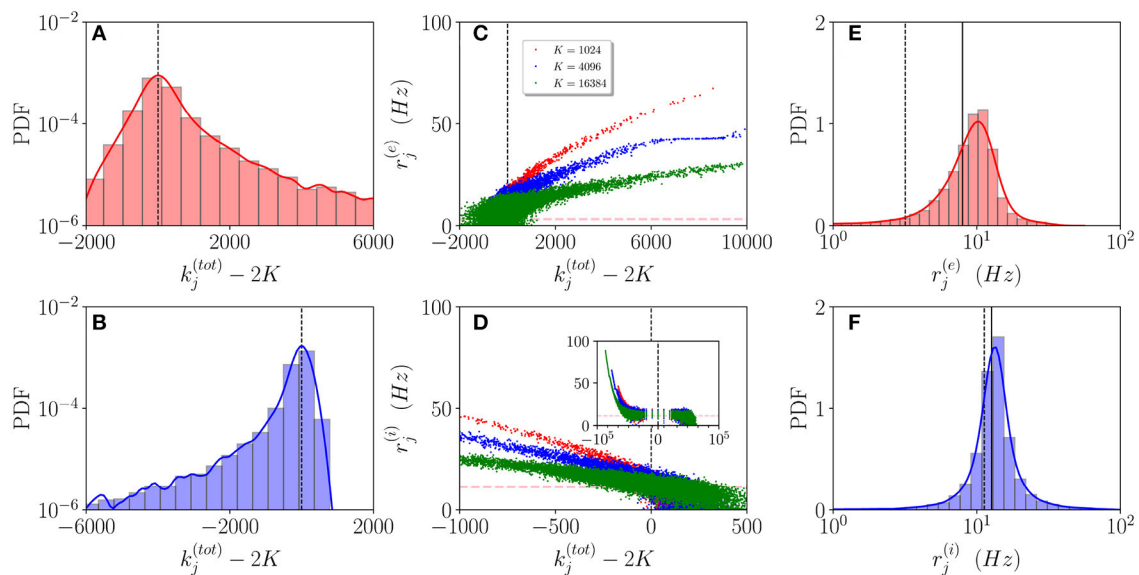 A
PDF
10^{-2}
10^{-4}
10^{-6}
−2000 2000 6000
k_j^{(tot)} − 2K
C
r_j^{(e)} (Hz)
100
50
0
K = 1024
K = 4096
K = 16384
−2000 2000 6000 10000
k_j^{(tot)} − 2K
E
PDF
2
1
0
10^0 10^1 10^2
r_j^{(e)} (Hz)
B
PDF
10^{-2}
10^{-4}
10^{-6}
−6000 −2000 2000
k_j^{(tot)} − 2K
D
r_j^{(i)} (Hz)
100
50
0
100
50
0
−10^5 0 10^5
−1000 −500 0 500
k_j^{(tot)} − 2K
F
PDF
2
1
0
10^0 10^1 10^2
r_j^{(i)} (Hz)